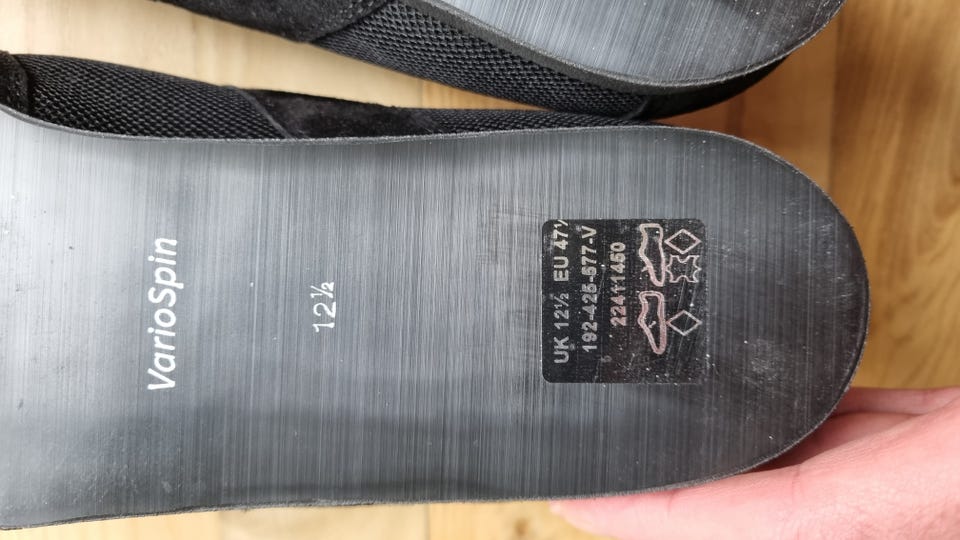 VarioSpin
12½
UK 12½ EU 47½
192-425-577-V
22411450